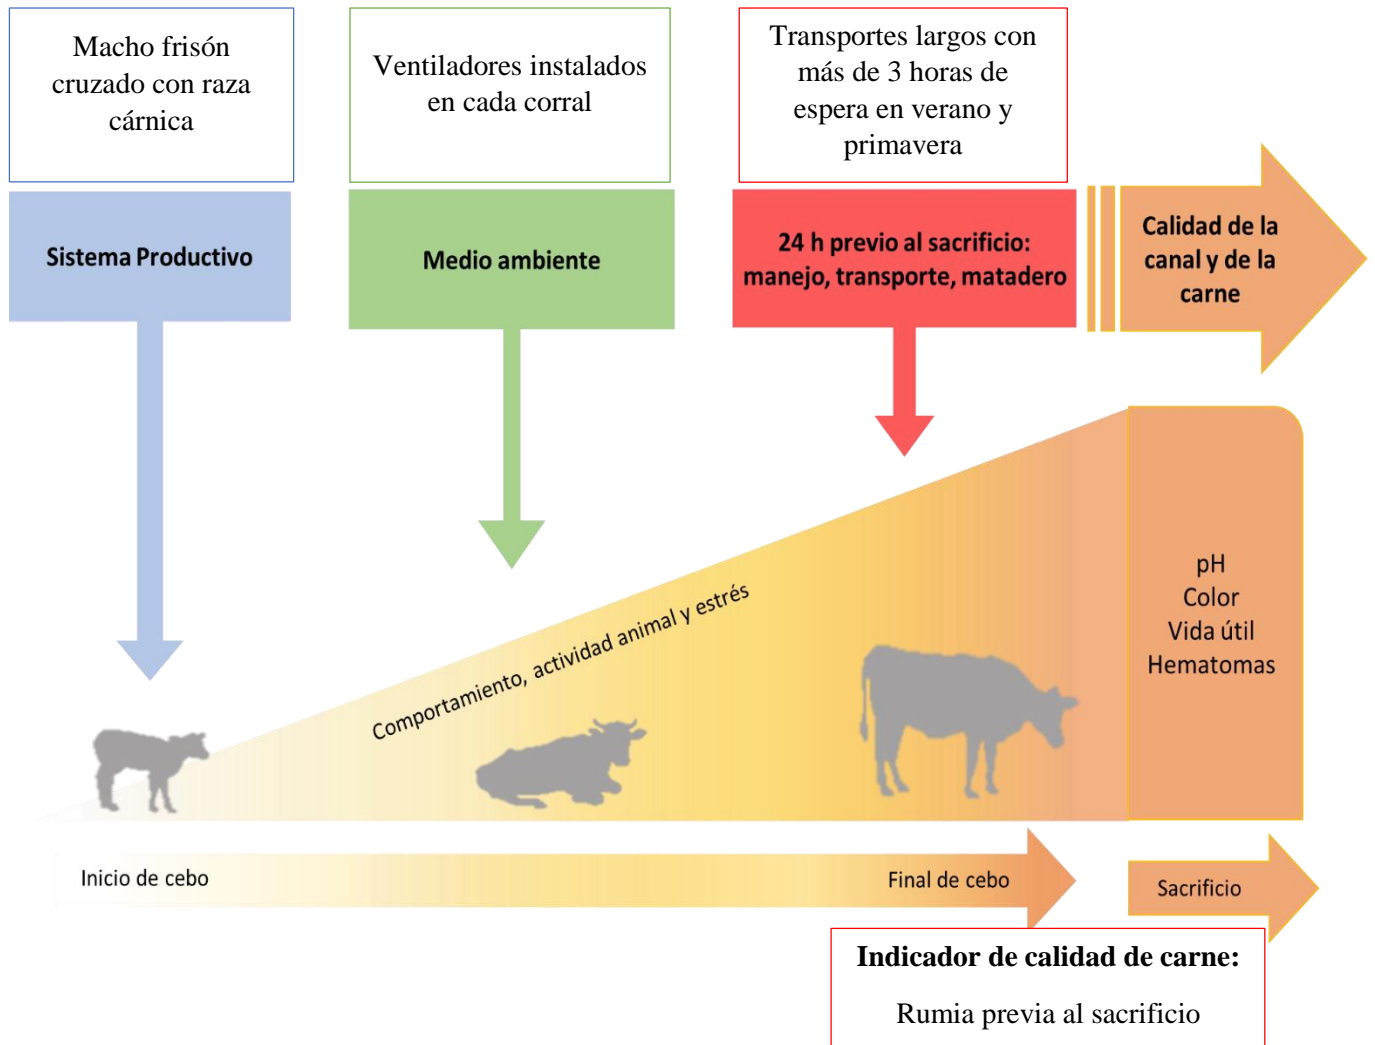 Macho frisón
cruzado con raza
cárnica
Ventiladores instalados
en cada corral
Transportes largos con
más de 3 horas de
espera en verano y
primavera
Sistema Productivo
Medio ambiente
24 h previo al sacrificio:
manejo, transporte, matadero
Calidad de la
canal y de la
carne
Comportamiento, actividad animal y estrés
pH
Color
Vida útil
Hematomas
Inicio de cebo
Final de cebo
Sacrificio
Indicador de calidad de carne:
Rumia previa al sacrificio